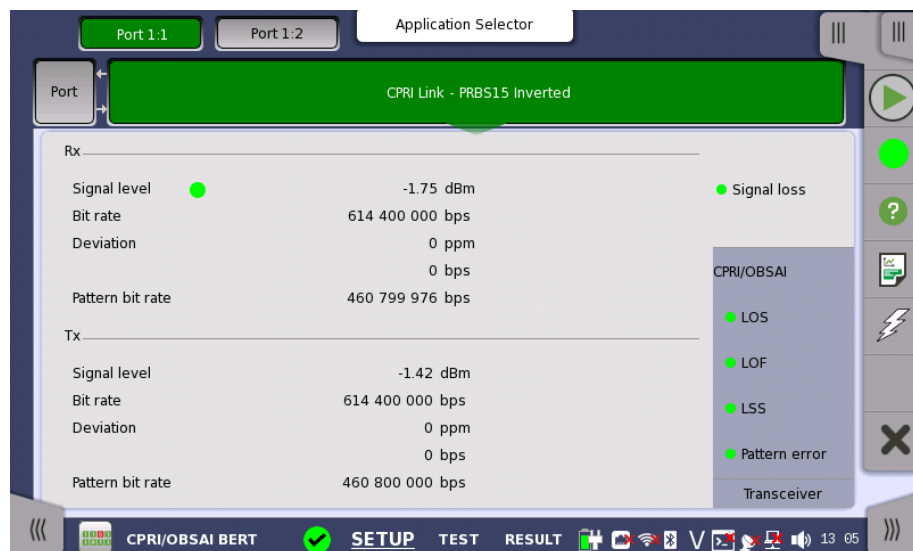 Port 1:1 Port 1:2 Application Selector
Port CPRI Link - PRBS15 Inverted
Rx
Signal level -1.75 dBm Signal loss
Bit rate 614 400 000 bps
Deviation 0 ppm
0 bps CPRI/OBSAI
Pattern bit rate 460 799 976 bps
LOS
Tx
LOF
Signal level -1.42 dBm
Bit rate 614 400 000 bps LSS
Deviation 0 ppm
0 bps Pattern error
Pattern bit rate 460 800 000 bps
Transceiver
CPRI/OBSAI BERT SETUP TEST RESULT V 13 05